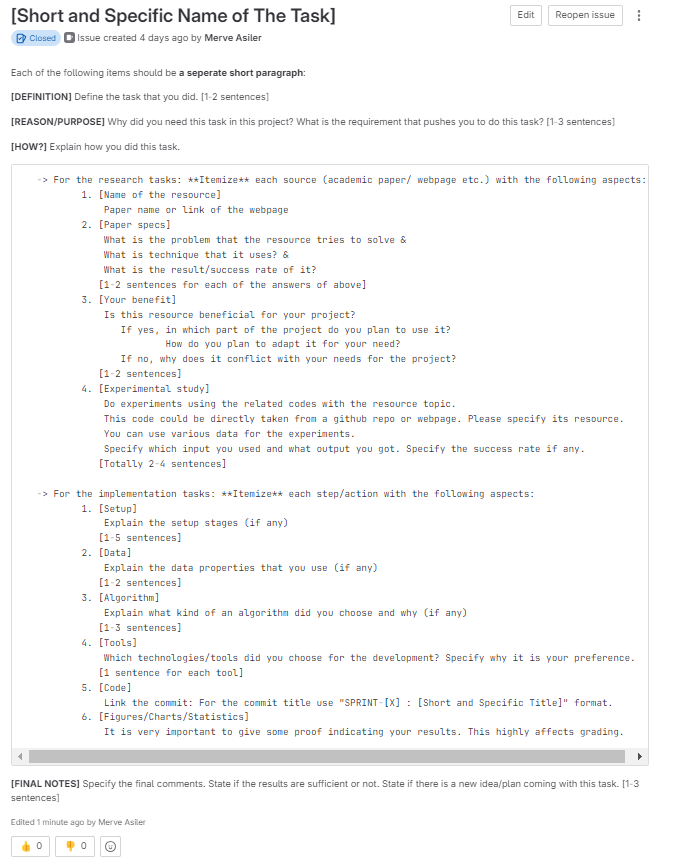 [Short and Specific Name of The Task]
Edit
Reopen issue
Closed
Issue created 4 days ago by Merve Asiler
Each of the following items should be a seperate short paragraph:
[DEFINITION] Define the task that you did. [1-2 sentences]
[REASON/PURPOSE] Why did you need this task in this project? What is the requirement that pushes you to do this task? [1-3 sentences]
[HOW?] Explain how you did this task.
-> For the research tasks: **Itemize** each source (academic paper/ webpage etc.) with the following aspects:
1. [Name of the resource]
Paper name or link of the webpage
2. [Paper specs]
What is the problem that the resource tries to solve &
What is technique that it uses? &
What is the result/success rate of it?
[1-2 sentences for each of the answers of above]
3. [Your benefit]
Is this resource beneficial for your project?
If yes, in which part of the project do you plan to use it?
How do you plan to adapt it for your need?
If no, why does it conflict with your needs for the project?
[1-2 sentences]
4. [Experimental study]
Do experiments using the related codes with the resource topic.
This code could be directly taken from a github repo or webpage. Please specify its resource.
You can use various data for the experiments.
Specify which input you used and what output you got. Specify the success rate if any.
[Totally 2-4 sentences]
-> For the implementation tasks: **Itemize** each step/action with the following aspects:
1. [Setup]
Explain the setup stages (if any)
[1-5 sentences]
2. [Data]
Explain the data properties that you use (if any)
[1-2 sentences]
3. [Algorithm]
Explain what kind of an algorithm did you choose and why (if any)
[1-3 sentences]
4. [Tools]
Which technologies/tools did you choose for the development? Specify why it is your preference.
[1 sentence for each tool]
5. [Code]
Link the commit: For the commit title use "SPRINT-[X] : [Short and Specific Title]" format.
6. [Figures/Charts/Statistics]
It is very important to give some proof indicating your results. This highly affects grading.
[FINAL NOTES] Specify the final comments. State if the results are sufficient or not. State if there is a new idea/plan coming with this task. [1-3
sentences]
Edited 1 minute ago by Merve Asiler
0
0